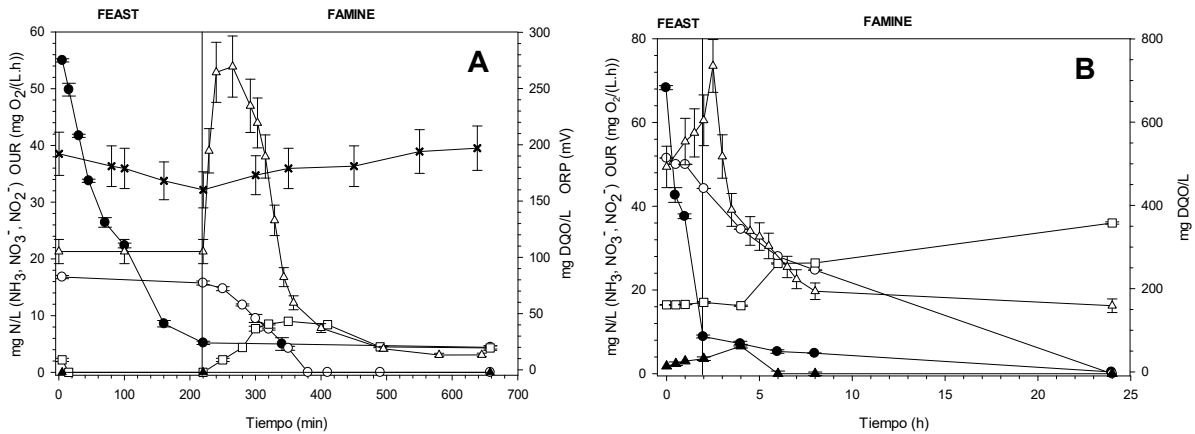 FEAST FAMINE
A
mg N/L (NH₃, NO₃⁻, NO₂⁻) OUR (mg O₂/(L.h))
60
50
40
30
20
10
0
300
250
200
150
100
50
0
mg DQO/L ORP (mV)
0 100 200 300 400 500 600 700
Tiempo (min)
FEAST FAMINE
B
mg N/L (NH₃, NO₃⁻, NO₂⁻) OUR (mg O₂/(L.h))
80
60
40
20
0
800
600
400
200
0
mg DQO/L
0 5 10 15 20 25
Tiempo (h)